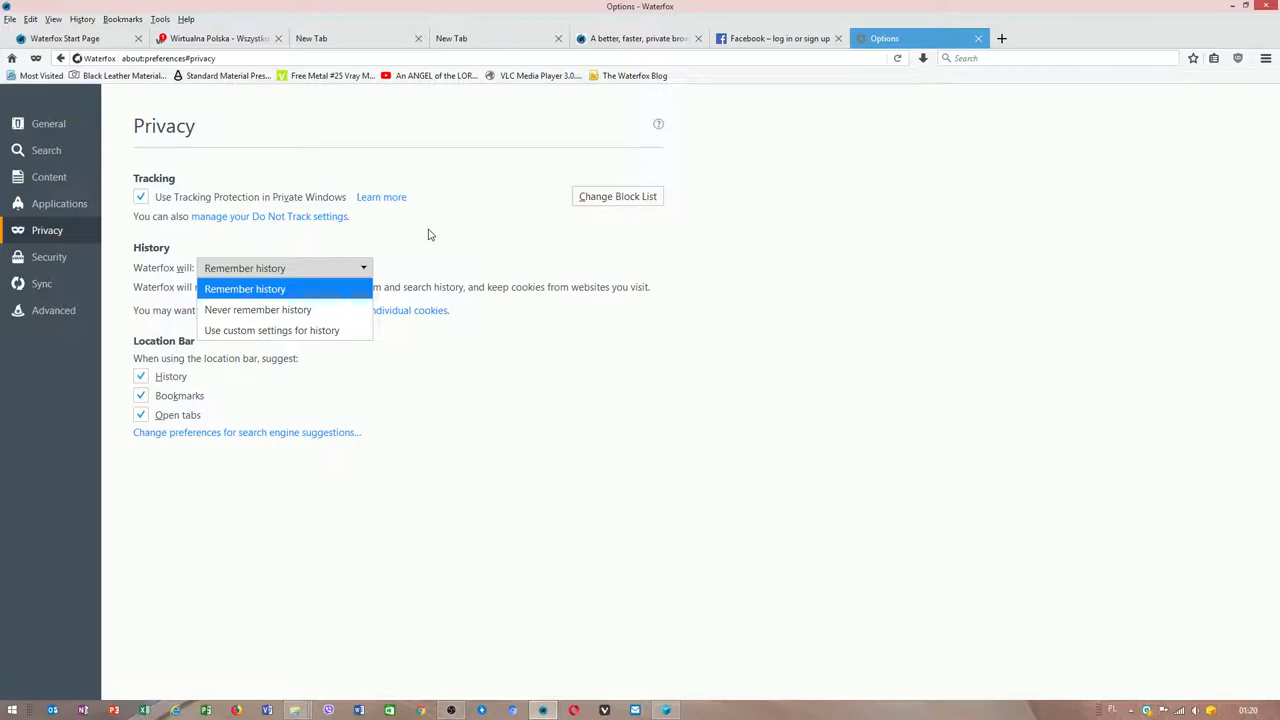 Options - Waterfox
File Edit View History Bookmarks Tools Help
Waterfox Start Page
Wirtualna Polska - Wszystko
New Tab
New Tab
A better, faster, private brow
Facebook – log in or sign up
Options
Waterfox about:preferences#privacy
Search
Most Visited
Black Leather Material...
Standard Material Pres...
Free Metal #25 Vray M...
An ANGEL of the LOR...
VLC Media Player 3.0....
The Waterfox Blog
General
Search
Content
Applications
Privacy
Security
Sync
Advanced
Privacy
Tracking
Use Tracking Protection in Private Windows Learn more
Change Block List
You can also manage your Do Not Track settings.
History
Waterfox will: Remember history
Remember history
Never remember history
Use custom settings for history
Waterfox will m and search history, and keep cookies from websites you visit.
You may want individual cookies.
Location Bar
When using the location bar, suggest:
History
Bookmarks
Open tabs
Change preferences for search engine suggestions...
PL
01:20